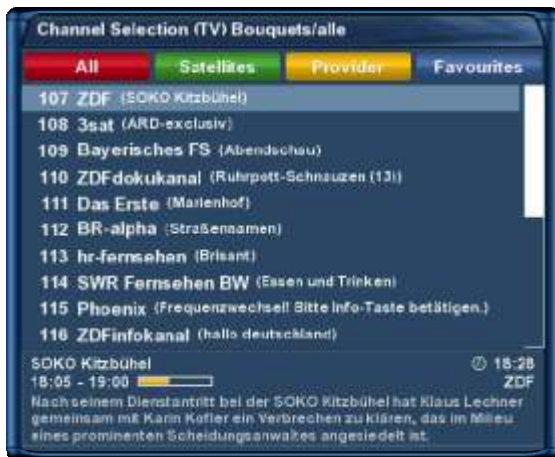 Channel Selection (TV) Bouquets/alle
All Satellites Provider Favourites
107 ZDF (SOKO Kitzbühel)
108 3sat (ARD-exclusiv)
109 Bayerisches FS (Abendschau)
110 ZDFdokukanal (Ruhrpott-Schnauzen (13))
111 Das Erste (Marienhof)
112 BR-alpha (Straßennamen)
113 hr-fernsehen (Brisant)
114 SWR Fernsehen BW (Essen und Trinken)
115 Phoenix (Frequenzwechsel! Bitte Info-Taste betätigen.)
116 ZDFinfokanal (hallo deutschland)
SOKO Kitzbühel 18:28
18:05 - 19:00 ZDF
Nach seinem Dienstantritt bei der SOKO Kitzbühel hat Klaus Lechner
gemeinsam mit Karin Kofler ein Verbrechen zu klären, das im Milieu
eines prominenten Scheidungsanwaltes angesiedelt ist.